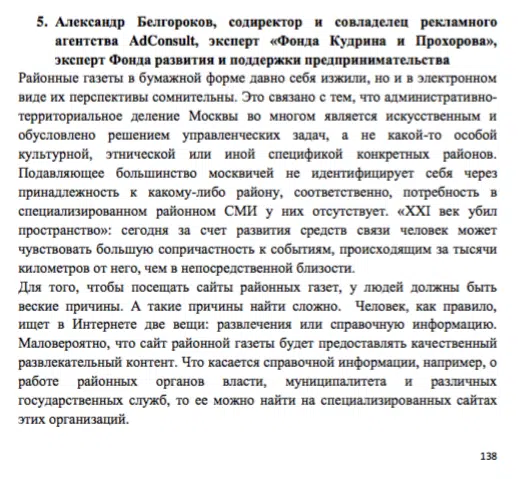 5. Александр Белгороков, содиректор и совладелец рекламного
агентства AdConsult, эксперт «Фонда Кудрина и Прохорова»,
эксперт Фонда развития и поддержки предпринимательства
Районные газеты в бумажной форме давно себя изжили, но и в электронном
виде их перспективы сомнительны. Это связано с тем, что административно-
территориальное деление Москвы во многом является искусственным и
обусловлено решением управленческих задач, а не какой-то особой
культурной, этнической или иной спецификой конкретных районов.
Подавляющее большинство москвичей не идентифицирует себя через
принадлежность к какому-либо району, соответственно, потребность в
специализированном районном СМИ у них отсутствует. «XXI век убил
пространство»: сегодня за счет развития средств связи человек может
чувствовать большую сопричастность к событиям, происходящим за тысячи
километров от него, чем в непосредственной близости.
Для того, чтобы посещать сайты районных газет, у людей должны быть
веские причины. А такие причины найти сложно. Человек, как правило,
ищет в Интернете две вещи: развлечения или справочную информацию.
Маловероятно, что сайт районной газеты будет предоставлять качественный
развлекательный контент. Что касается справочной информации, например, о
работе районных органов власти, муниципалитета и различных
государственных служб, то ее можно найти на специализированных сайтах
этих организаций.
138